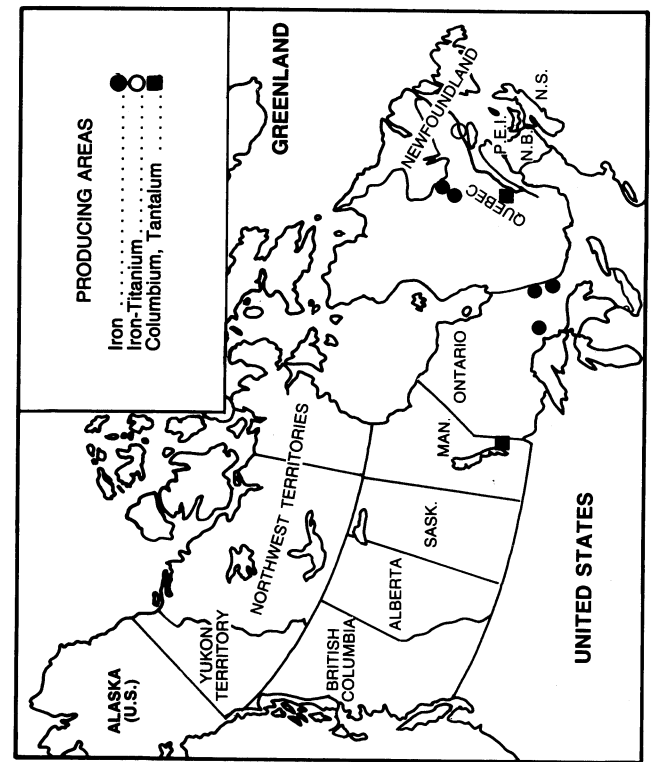 PRODUCING AREAS
Iron
Iron-Titanium
Columbium, Tantalum
GREENLAND
ALASKA
(U.S.)
YUKON
TERRITORY
NORTHWEST TERRITORIES
BRITISH
COLUMBIA
ALBERTA
SASK.
MAN.
ONTARIO
QUEBEC
NEWFOUNDLAND
P.E.I.
N.B.
N.S.
UNITED STATES